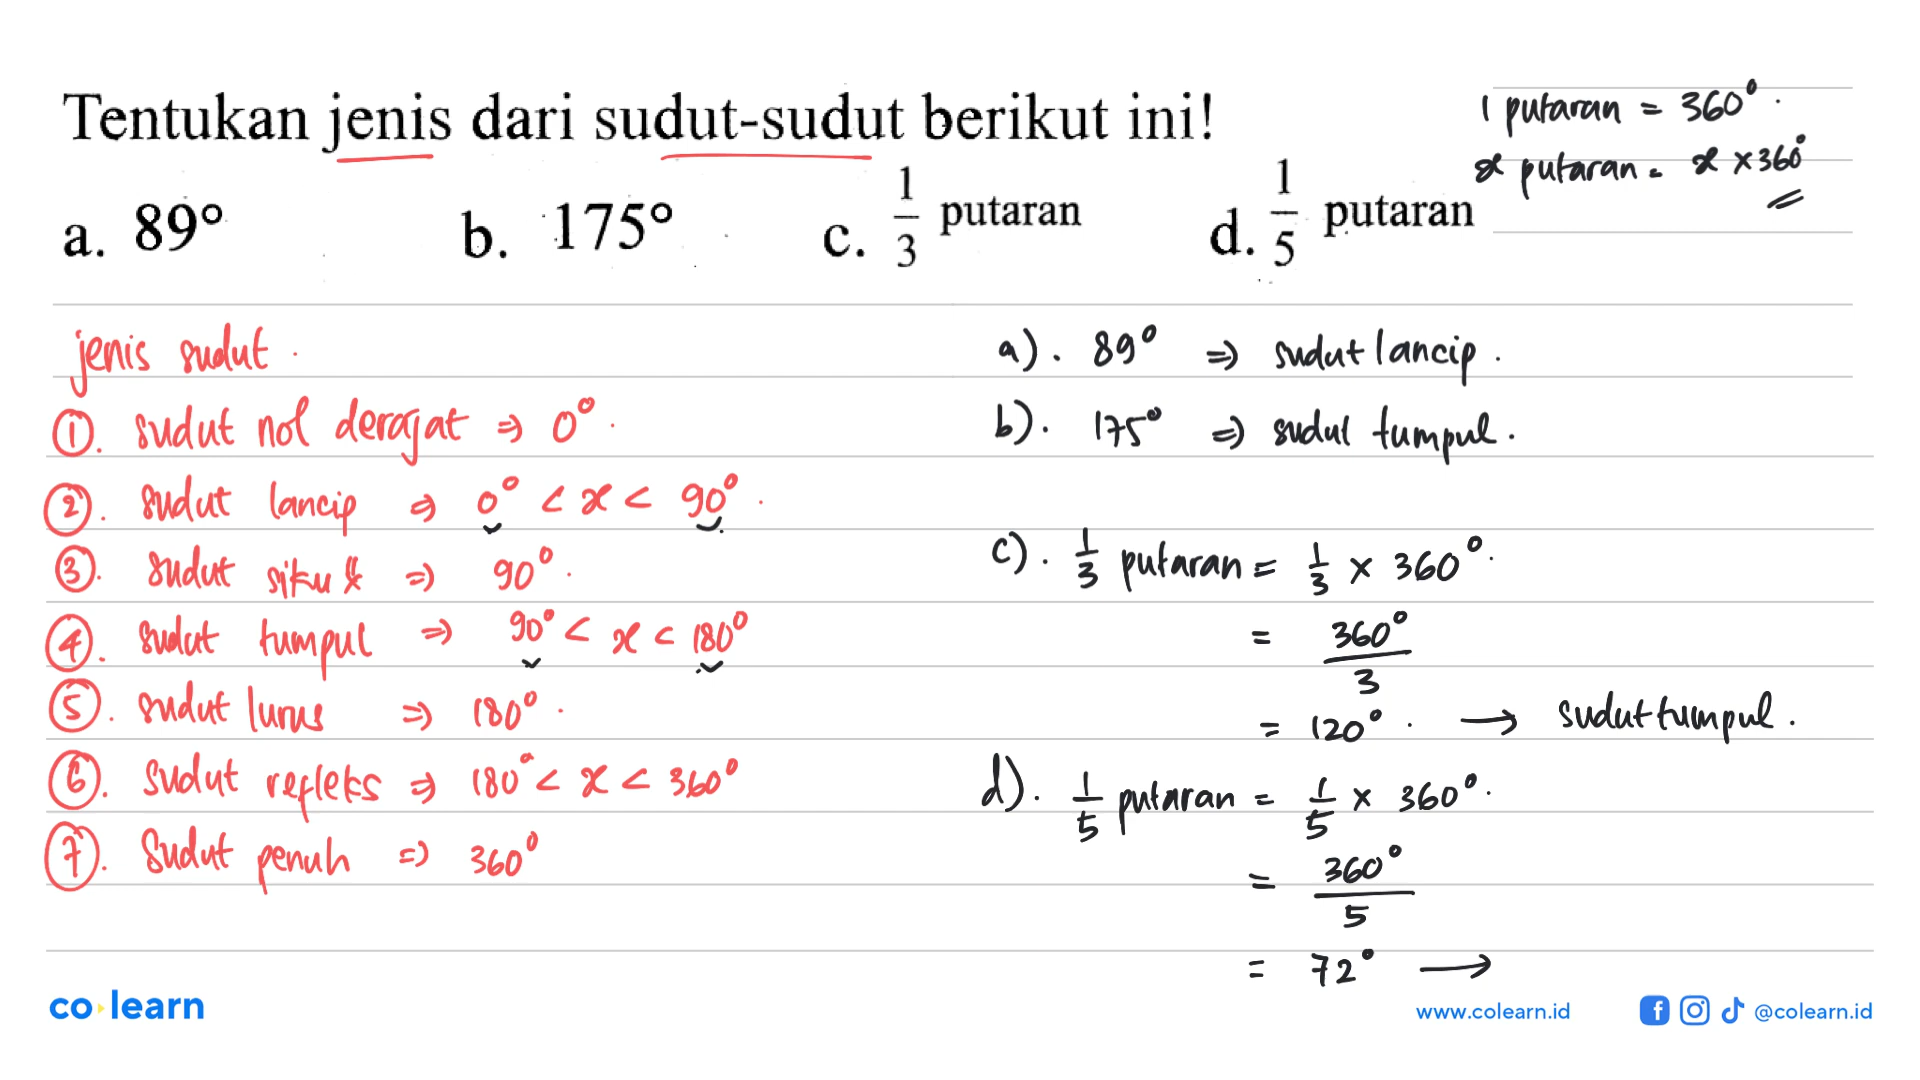 Tentukan jenis dari sudut-sudut berikut ini!
1 putaran = 360°.
x putaran = x × 360°
a. 89° b. 175° c. 1/3 putaran d. 1/5 putaran
jenis sudut.
①. sudut nol derajat ⇒ 0°.
②. sudut lancip ⇒ 0° < x < 90°.
③. sudut siku² ⇒ 90°.
④. sudut tumpul ⇒ 90° < x < 180°
⑤. sudut lurus ⇒ 180°.
⑥. sudut refleks ⇒ 180° < x < 360°
⑦. Sudut penuh ⇒ 360°
a). 89° ⇒ sudut lancip.
b). 175° ⇒ sudut tumpul.
c). 1/3 putaran = 1/3 × 360°.
= 360°/3
= 120°. → sudut tumpul.
d). 1/5 putaran = 1/5 × 360°.
= 360°/5
= 72° →
co learn
www.colearn.id @colearn.id